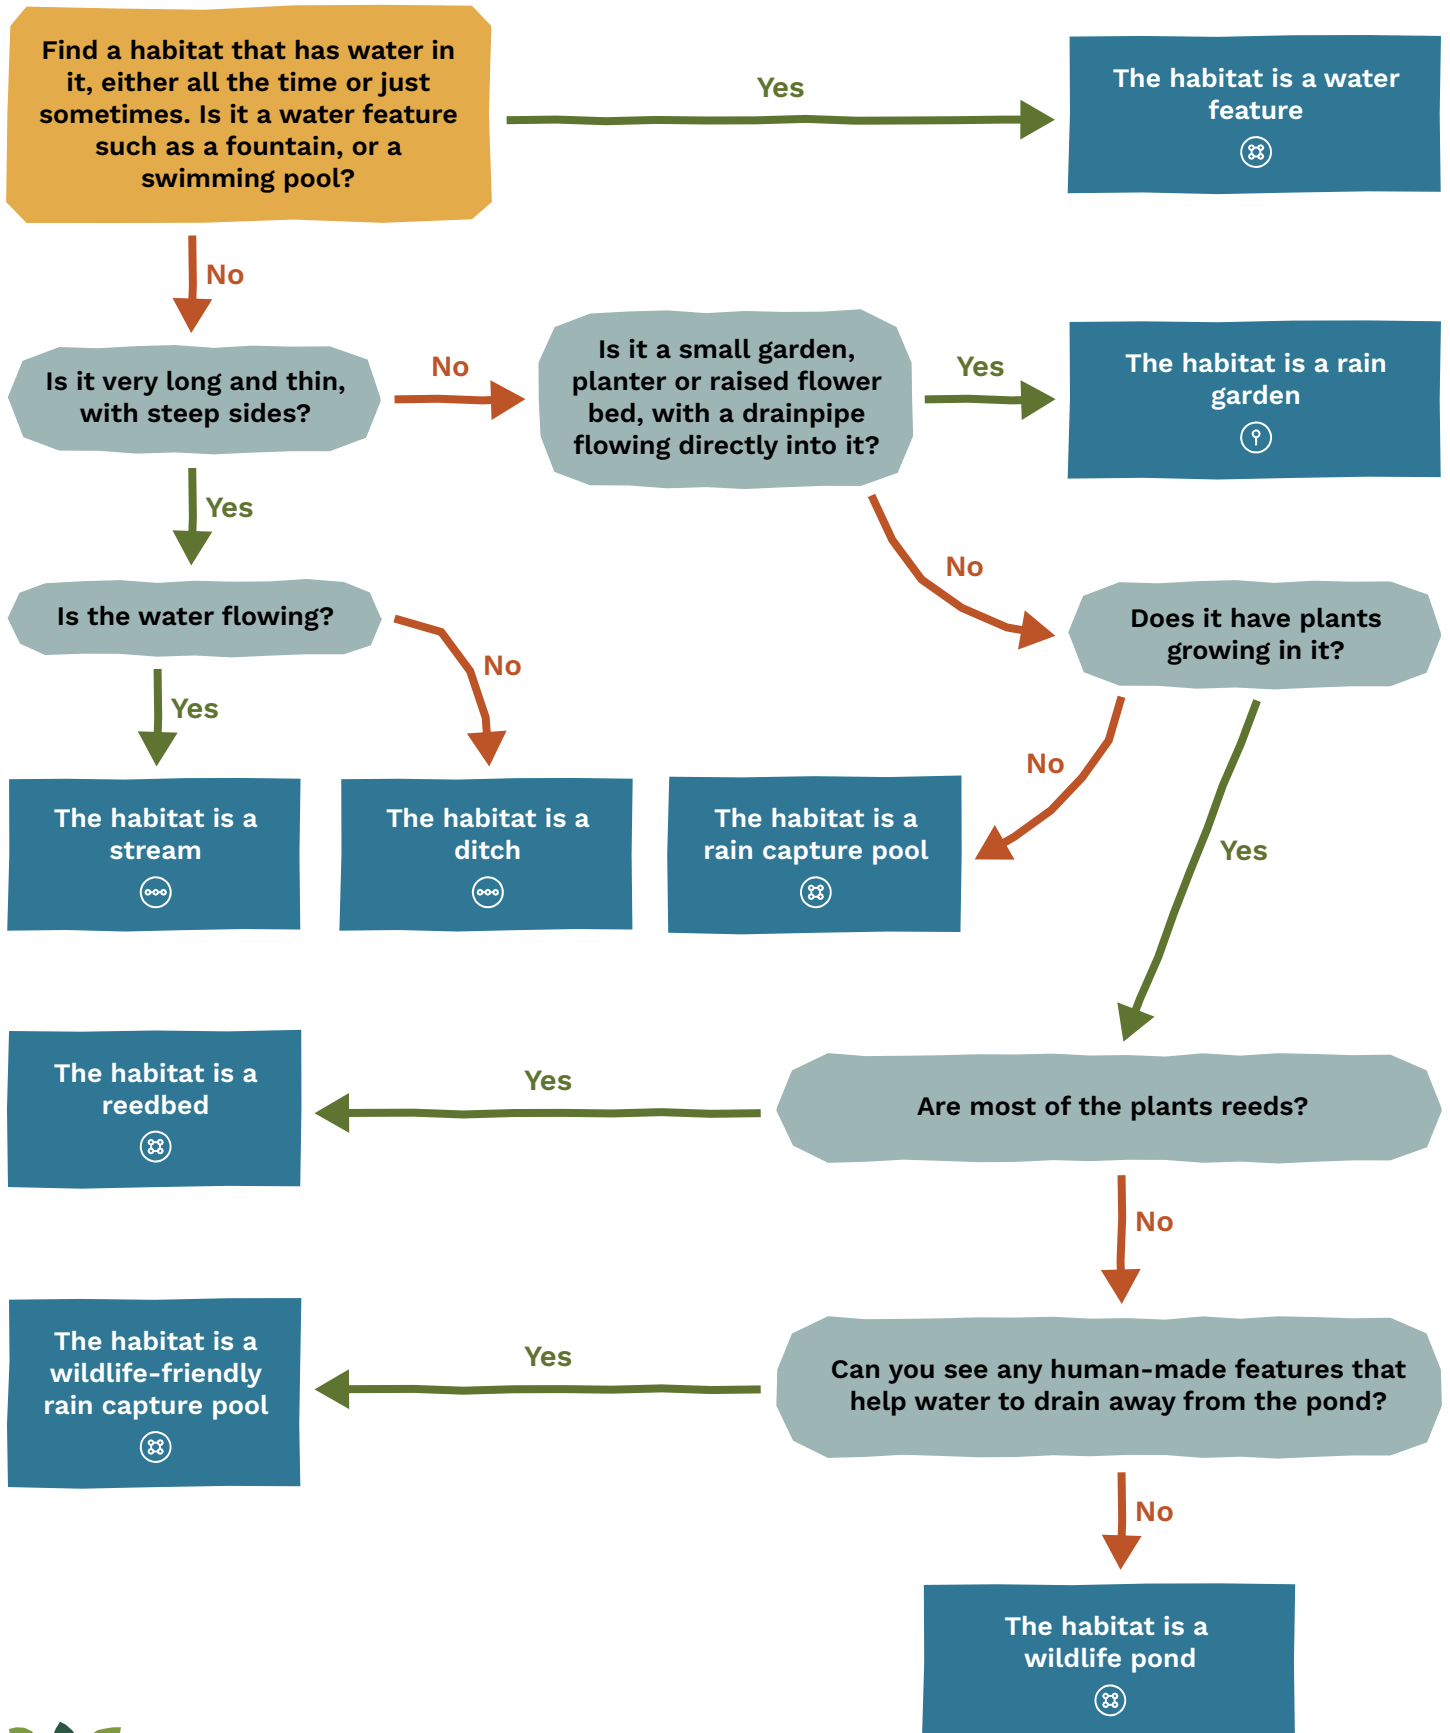 Find a habitat that has water in
it, either all the time or just
sometimes. Is it a water feature
such as a fountain, or a
swimming pool?
Yes
The habitat is a water
feature
No
Is it very long and thin,
with steep sides?
No
Is it a small garden,
planter or raised flower
bed, with a drainpipe
flowing directly into it?
Yes
The habitat is a rain
garden
Yes
No
Is the water flowing?
Does it have plants
growing in it?
No
Yes
No
Yes
The habitat is a
stream
The habitat is a
ditch
The habitat is a
rain capture pool
Are most of the plants reeds?
Yes
The habitat is a
reedbed
No
Can you see any human-made features that
help water to drain away from the pond?
Yes
The habitat is a
wildlife-friendly
rain capture pool
No
The habitat is a
wildlife pond